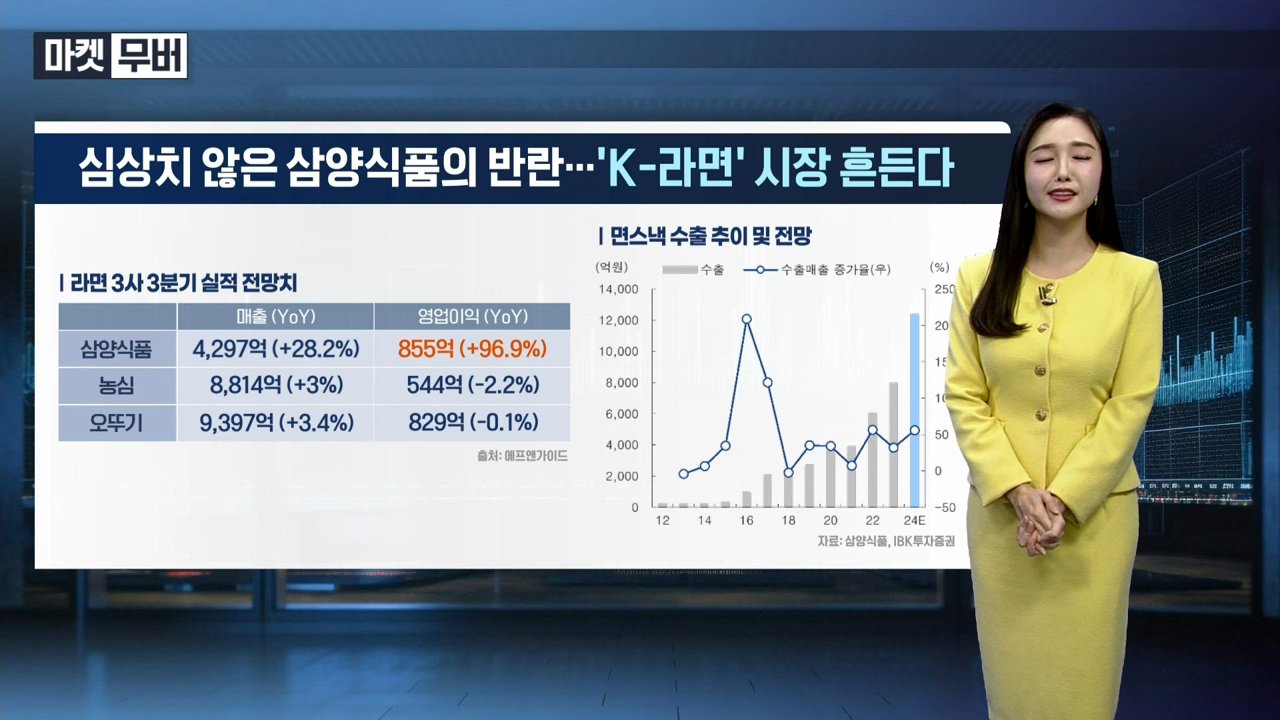 마켓 무버
심상치 않은 삼양식품의 반란…'K-라면' 시장 흔든다
| 라면 3사 3분기 실적 전망치
매출 (YoY) 영업이익 (YoY)
삼양식품 4,297억 (+28.2%) 855억 (+96.9%)
농심 8,814억 (+3%) 544억 (-2.2%)
오뚜기 9,397억 (+3.4%) 829억 (-0.1%)
출처: 에프앤가이드
| 면스낵 수출 추이 및 전망
(억원) 수출 수출매출 증가율(우) (%)
14,000 250
12,000 20
10,000 15
8,000 10
6,000 50
4,000 0
2,000 -50
0
12 14 16 18 20 22 24E
자료: 삼양식품, IBK투자증권